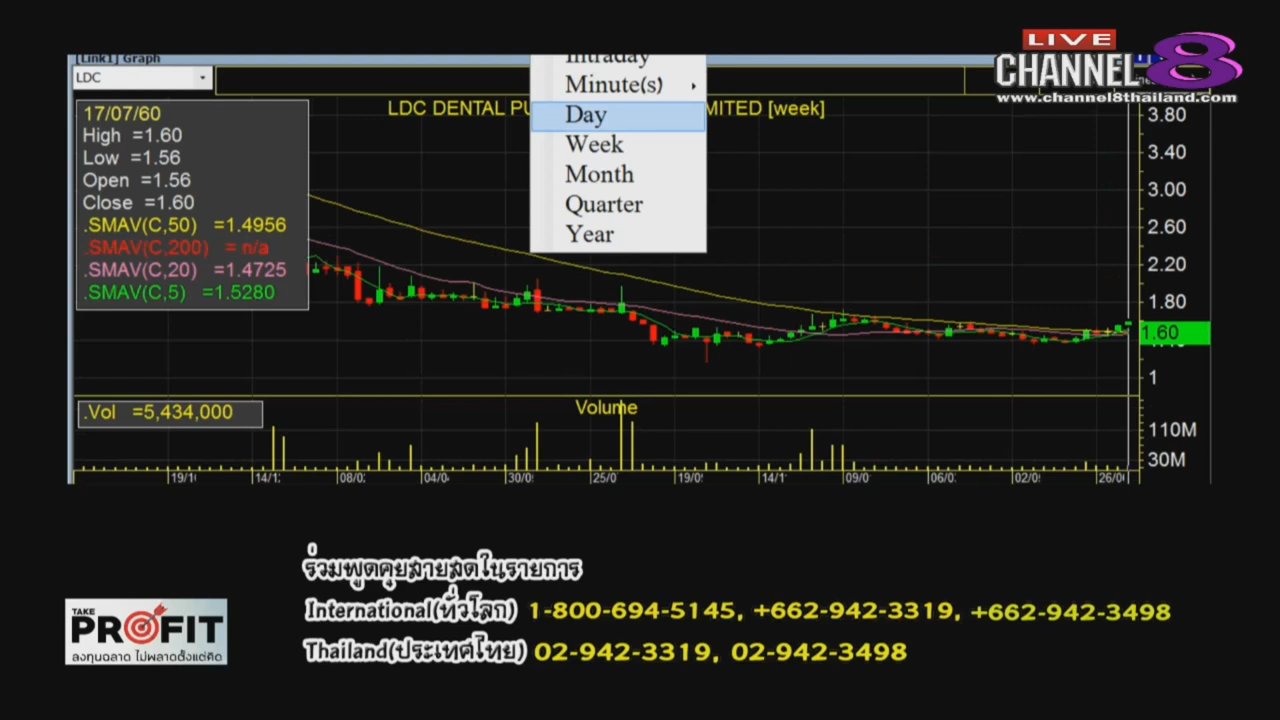 [Link1] Graph
LIVE
CHANNEL 8
www.channel8thailand.com
LDC
Intraday
Minute(s)
Day
Week
Month
Quarter
Year
LDC DENTAL PU
MITED [week]
17/07/60
High =1.60
Low =1.56
Open =1.56
Close =1.60
.SMAV(C,50) =1.4956
.SMAV(C,200) = n/a
.SMAV(C,20) =1.4725
.SMAV(C,5) =1.5280
3.80
3.40
3.00
2.60
2.20
1.80
1.60
1
.Vol =5,434,000
Volume
110M
30M
19/1 14/1 08/0 04/0 30/0 25/0 19/0 14/1 09/0 06/0 02/0 26/0
ร่วมพูดคุยสายสดในรายการ
International(ทั่วโลก) 1-800-694-5145, +662-942-3319, +662-942-3498
Thailand(ประเทศไทย) 02-942-3319, 02-942-3498
TAKE
PROFIT
ลงทุนฉลาด ไม่พลาดตั้งแต่คิด